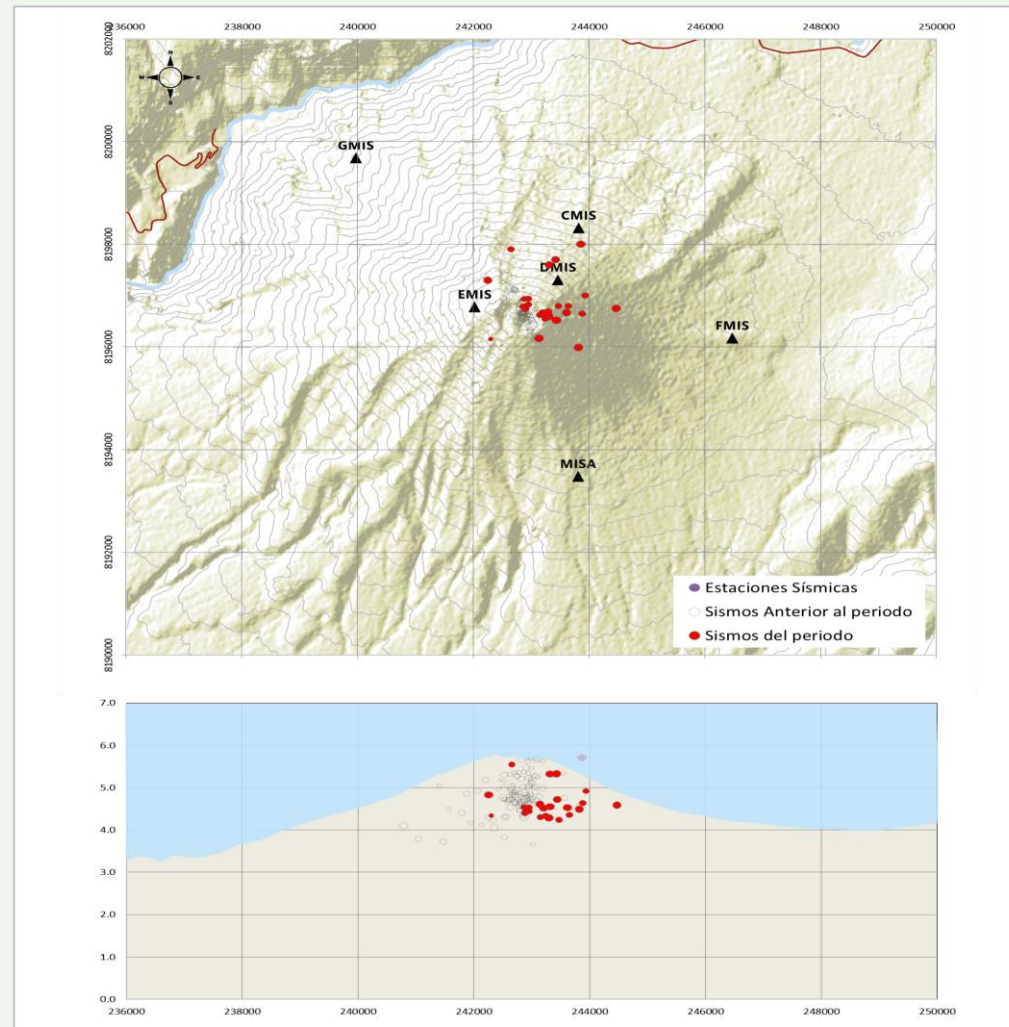 236000 238000 240000 242000 244000 246000 248000 250000
8202000
N
W E
S
8200000
GMIS
CMIS
8198000
DMIS
EMIS
FMIS
8196000
8194000
MISA
8192000
Estaciones Sísmicas
Sismos Anterior al periodo
Sismos del periodo
8190000
7.0
6.0
5.0
4.0
3.0
2.0
1.0
0.0
236000 238000 240000 242000 244000 246000 248000 250000